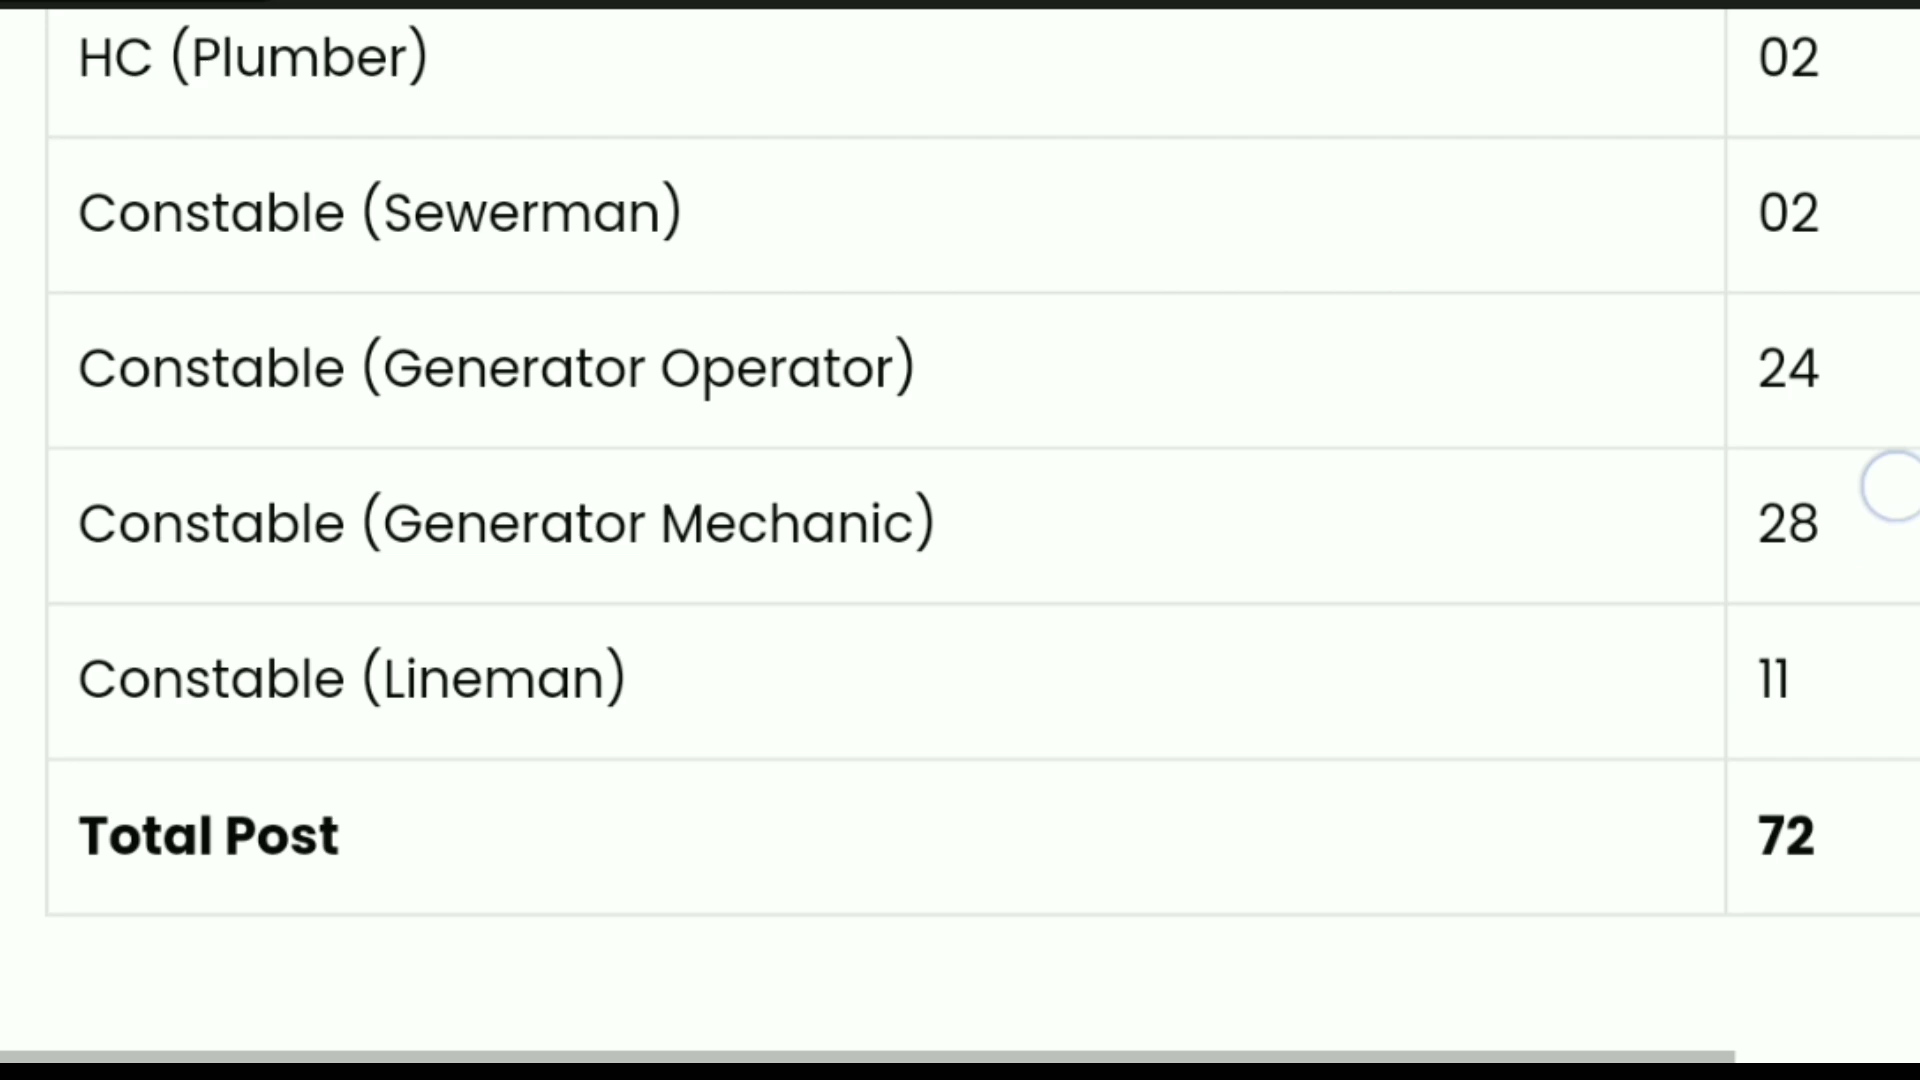 HC (Plumber) 02
Constable (Sewerman) 02
Constable (Generator Operator) 24
Constable (Generator Mechanic) 28
Constable (Lineman) 11
Total Post 72